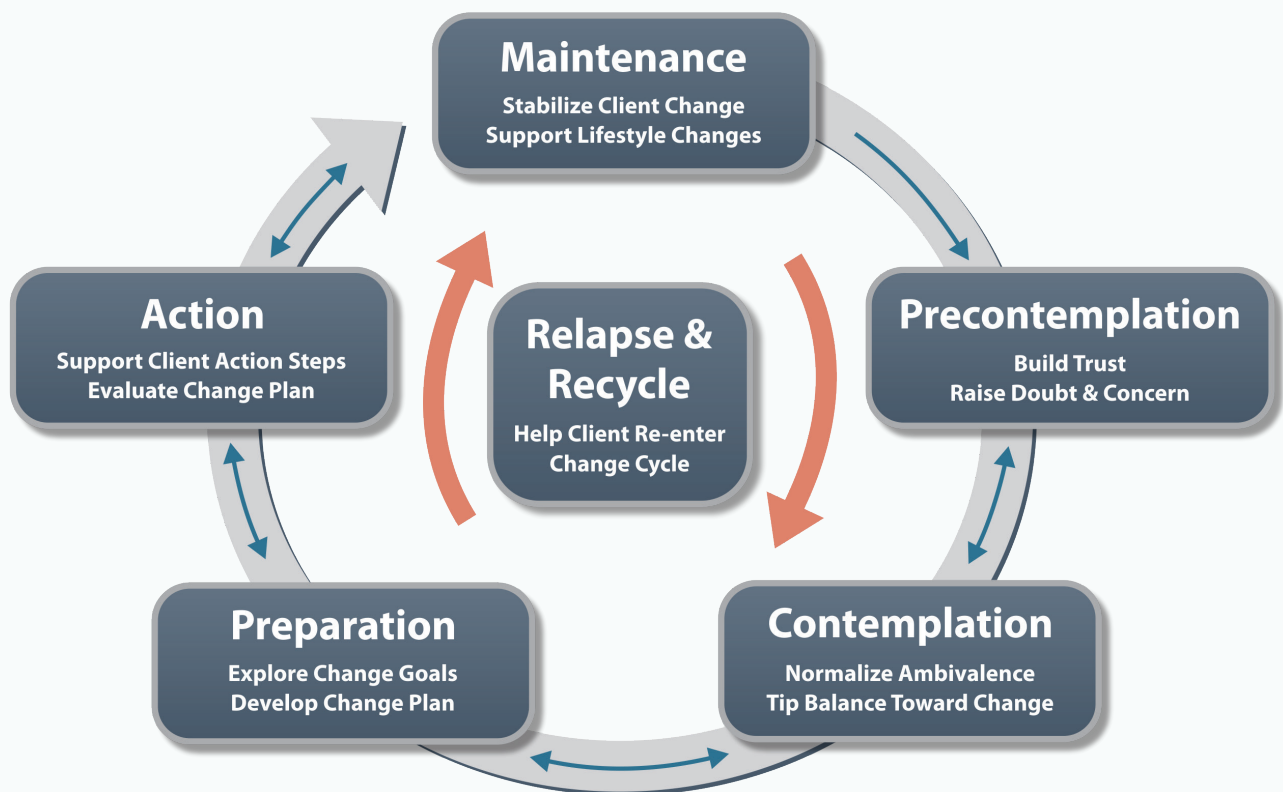 Maintenance
Stabilize Client Change
Support Lifestyle Changes
Precontemplation
Build Trust
Raise Doubt & Concern
Contemplation
Normalize Ambivalence
Tip Balance Toward Change
Preparation
Explore Change Goals
Develop Change Plan
Action
Support Client Action Steps
Evaluate Change Plan
Relapse &
Recycle
Help Client Re-enter
Change Cycle